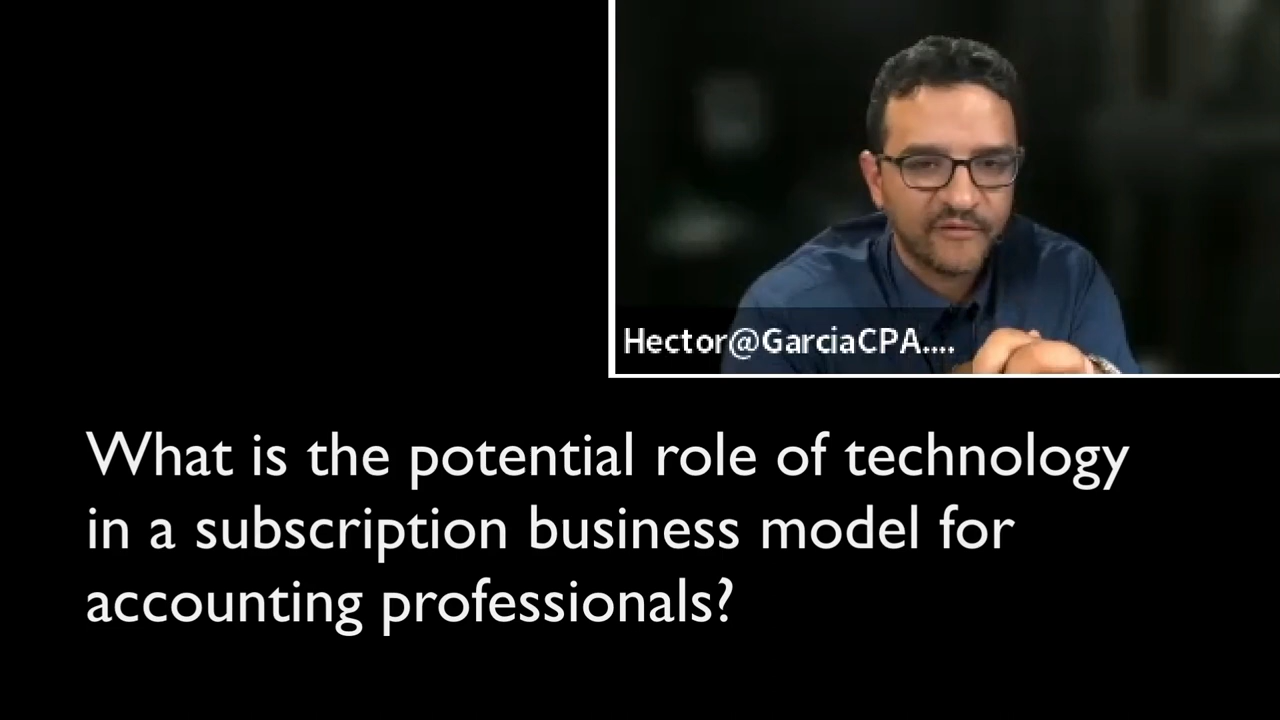 Hector@GarciaCPA....
What is the potential role of technology
in a subscription business model for
accounting professionals?